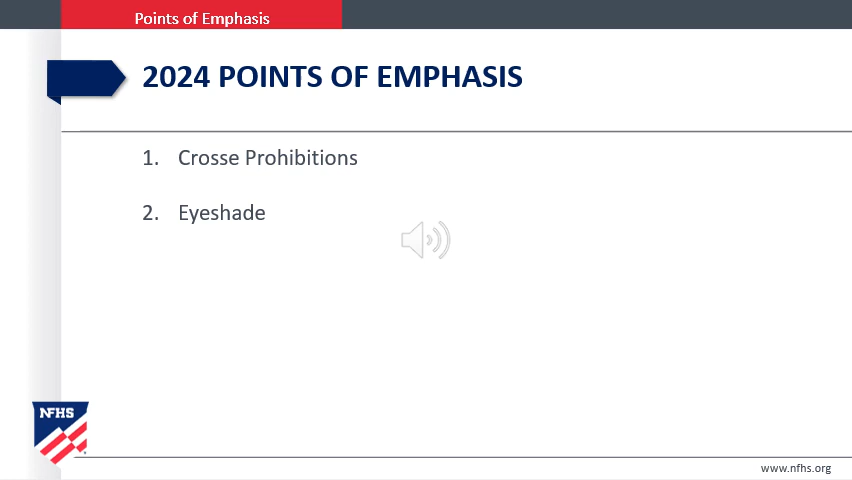 Points of Emphasis
2024 POINTS OF EMPHASIS
1. Crosse Prohibitions
2. Eyeshade
NFHS
www.nfhs.org